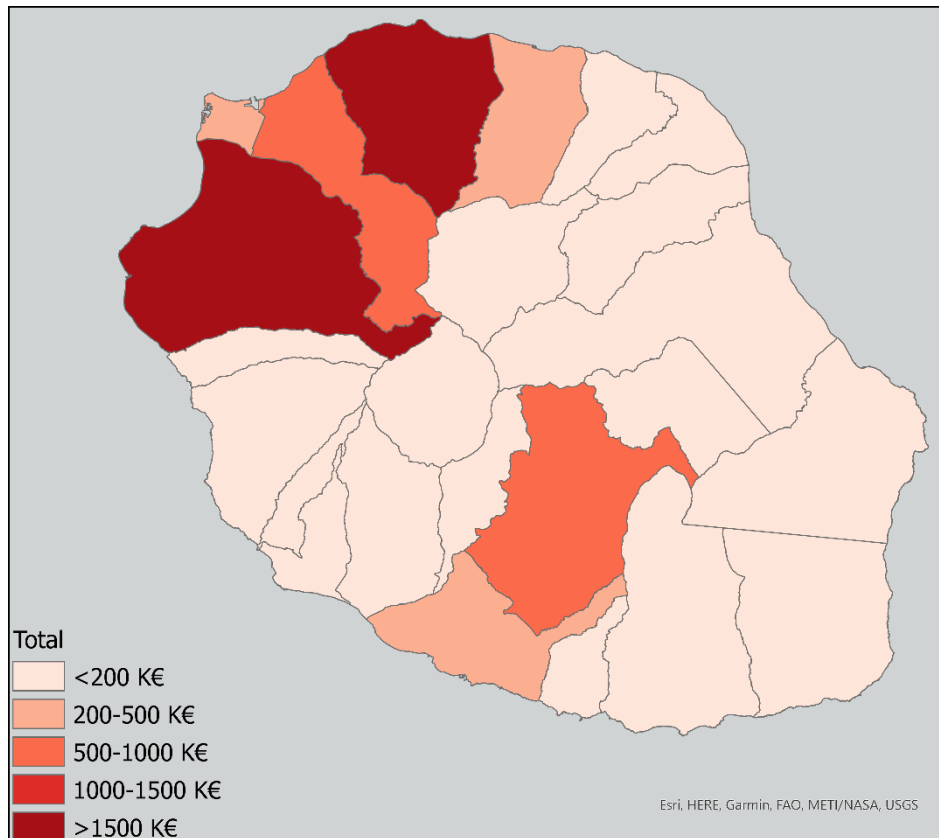 Total
<200 K€
200-500 K€
500-1000 K€
1000-1500 K€
>1500 K€
Esri, HERE, Garmin, FAO, METI/NASA, USGS